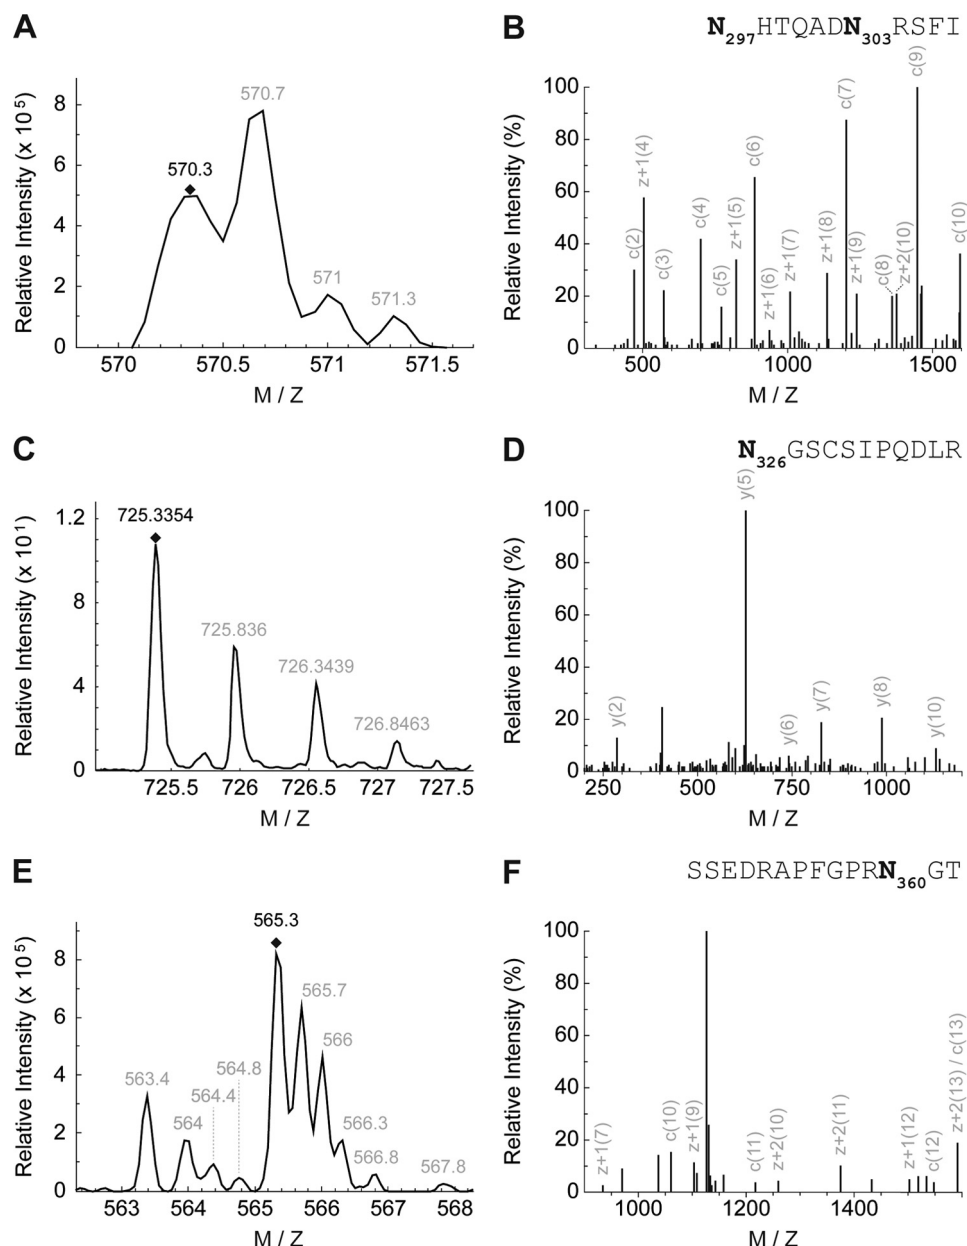 A
8
6
4
2
0
570
570.5
571
571.5
570.3
570.7
571
571.3
Relative Intensity (x 10⁵)
M / Z
B
N₂₉₇HTQADN₃₀₃RSFI
100
80
60
40
20
0
500
1000
1500
c(2)
z+1(4)
c(3)
c(4)
c(5)
z+1(5)
c(6)
z+1(6)
z+1(7)
z+1(8)
c(7)
z+1(9)
c(8)
z+2(10)
c(9)
c(10)
Relative Intensity (%)
M / Z
C
1.2
8
4
0
725.5
726
726.5
727
727.5
725.3354
725.836
726.3439
726.8463
Relative Intensity (x 10¹)
M / Z
D
N₃₂₆GSCSIPQDLR
100
80
60
40
20
0
250
500
750
1000
y(2)
y(5)
y(6)
y(7)
y(8)
y(10)
Relative Intensity (%)
M / Z
E
8
6
4
2
0
563
564
565
566
567
568
563.4
564
564.4
564.8
565.3
565.7
566
566.3
566.8
567.8
Relative Intensity (x 10⁵)
M / Z
F
SSEDRAPFGPRN₃₆₀GT
100
80
60
40
20
0
1000
1200
1400
z+1(7)
c(10)
z+1(9)
c(11)
z+2(10)
z+2(11)
z+1(12)
c(12)
z+2(13) / c(13)
Relative Intensity (%)
M / Z